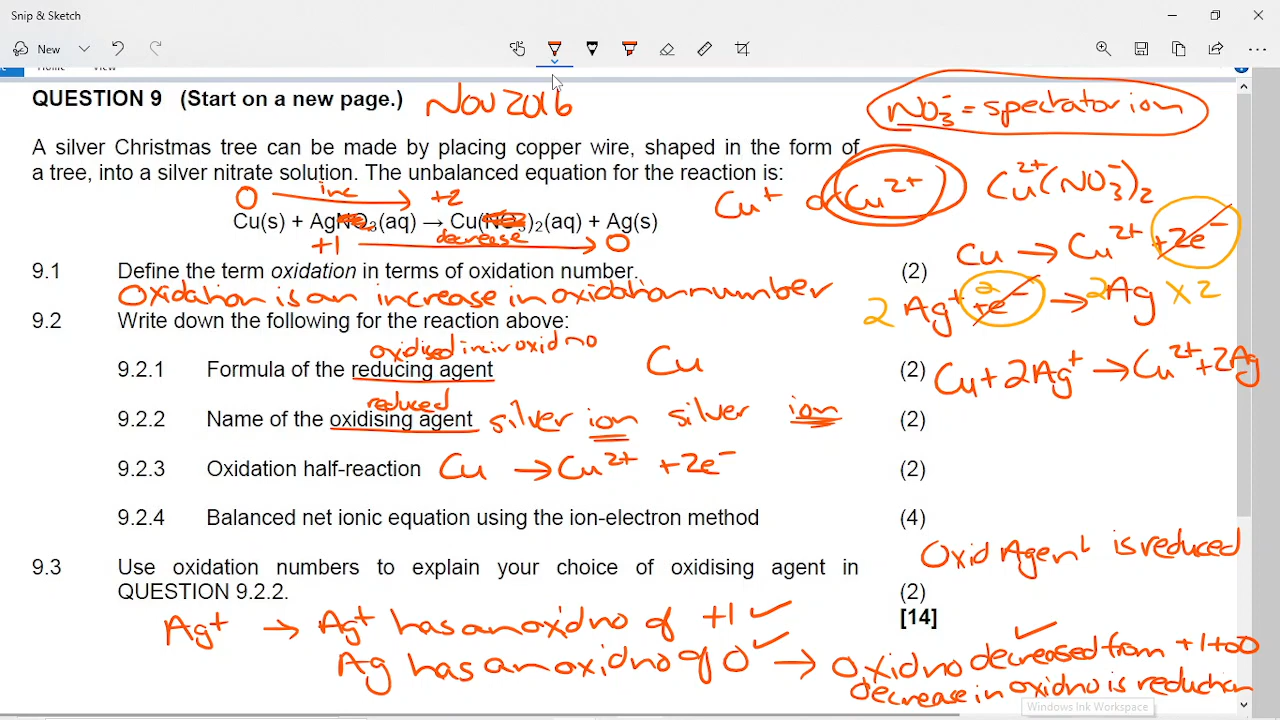 Snip & Sketch
New
Home View
QUESTION 9 (Start on a new page.) Nov 2016
NO3⁻ = spectator ion
A silver Christmas tree can be made by placing copper wire, shaped in the form of
a tree, into a silver nitrate solution. The unbalanced equation for the reaction is:
Cu⁺ or Cu²⁺ Cu²⁺(NO3⁻)2
0 inc +2
Cu(s) + AgNO3(aq) → Cu(NO3)2(aq) + Ag(s)
+1 decrease 0
Cu → Cu²⁺ + 2e⁻
9.1 Define the term oxidation in terms of oxidation number. (2)
Oxidation is an increase in oxidation number
2 Ag⁺ + 2e⁻ → 2Ag ×2
9.2 Write down the following for the reaction above:
oxidised inc in oxid no
9.2.1 Formula of the reducing agent Cu (2)
Cu + 2Ag⁺ → Cu²⁺ + 2Ag
reduced
9.2.2 Name of the oxidising agent silver ion silver ion (2)
9.2.3 Oxidation half-reaction Cu → Cu²⁺ + 2e⁻ (2)
9.2.4 Balanced net ionic equation using the ion-electron method (4)
Oxid Agent is reduced
9.3 Use oxidation numbers to explain your choice of oxidising agent in
QUESTION 9.2.2. (2)
[14]
Ag⁺ → Ag⁺ has an oxid no of +1 ✓
Ag has an oxid no of 0 ✓ → oxid no decreased from +1 to 0 ✓
decrease in oxid no is reduction
Windows Ink Workspace